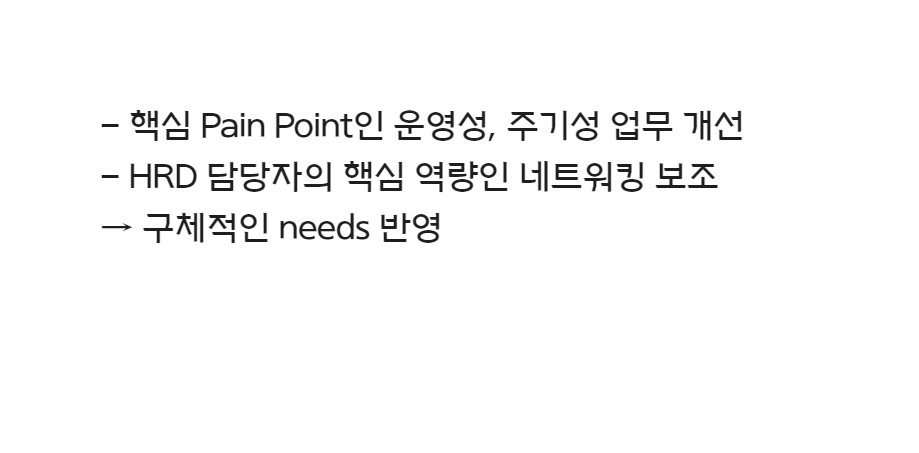 – 핵심 Pain Point인 운영성, 주기성 업무 개선
– HRD 담당자의 핵심 역량인 네트워킹 보조
→ 구체적인 needs 반영